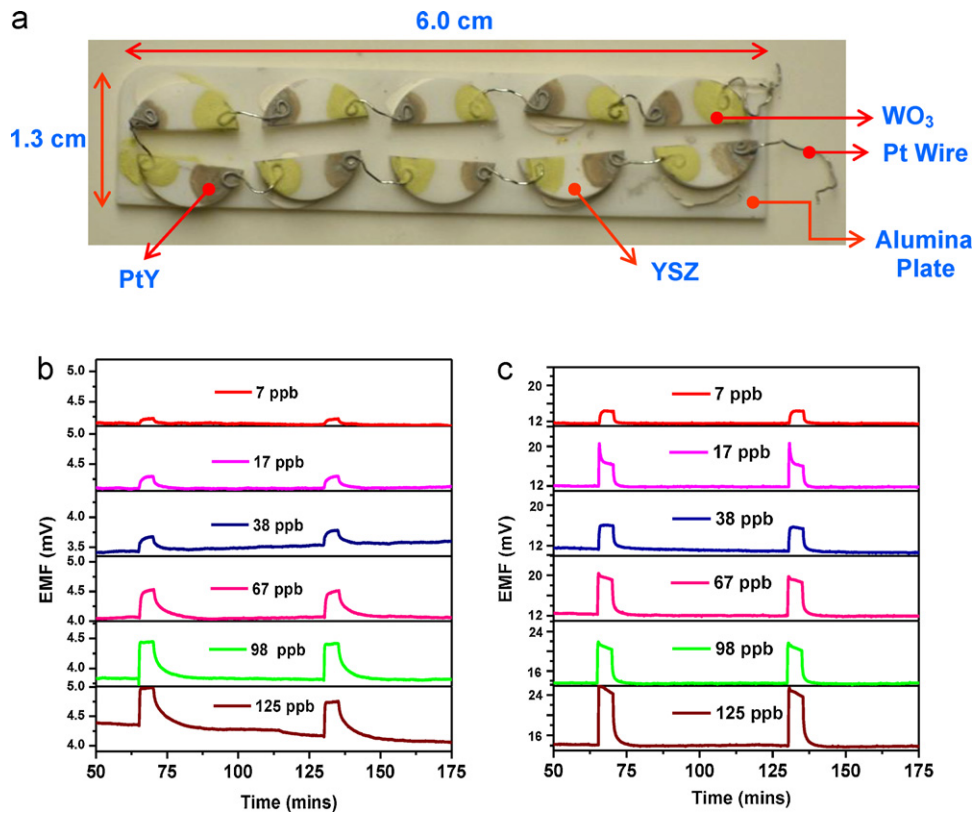 a
6.0 cm
1.3 cm
WO₃
Pt Wire
Alumina
Plate
PtY
YSZ
b
5.0
4.5
5.0
4.5
4.0
3.5
5.0
4.5
4.0
4.5
4.0
5.0
4.5
4.0
7 ppb
17 ppb
38 ppb
67 ppb
98 ppb
125 ppb
EMF (mV)
50 75 100 125 150 175
Time (mins)
c
20
12
20
12
20
12
20
12
24
16
24
16
7 ppb
17 ppb
38 ppb
67 ppb
98 ppb
125 ppb
EMF (mV)
50 75 100 125 150 175
Time (mins)